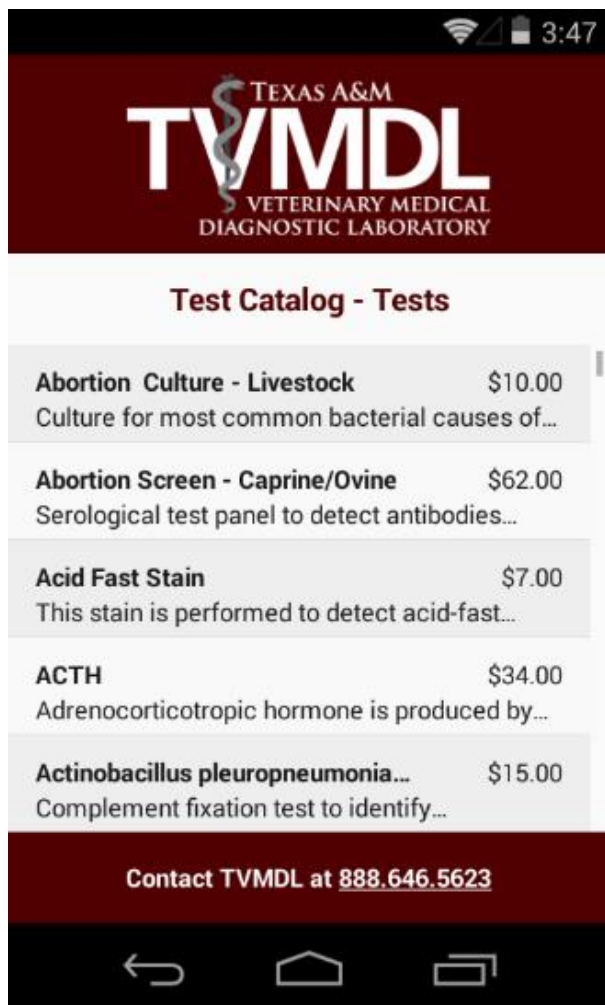 3:47
TEXAS A&M
TVMDL
VETERINARY MEDICAL
DIAGNOSTIC LABORATORY
Test Catalog - Tests
Abortion  Culture - Livestock $10.00
Culture for most common bacterial causes of…
Abortion Screen - Caprine/Ovine $62.00
Serological test panel to detect antibodies…
Acid Fast Stain $7.00
This stain is performed to detect acid-fast…
ACTH $34.00
Adrenocorticotropic hormone is produced by…
Actinobacillus pleuropneumonia… $15.00
Complement fixation test to identify…
Contact TVMDL at 888.646.5623